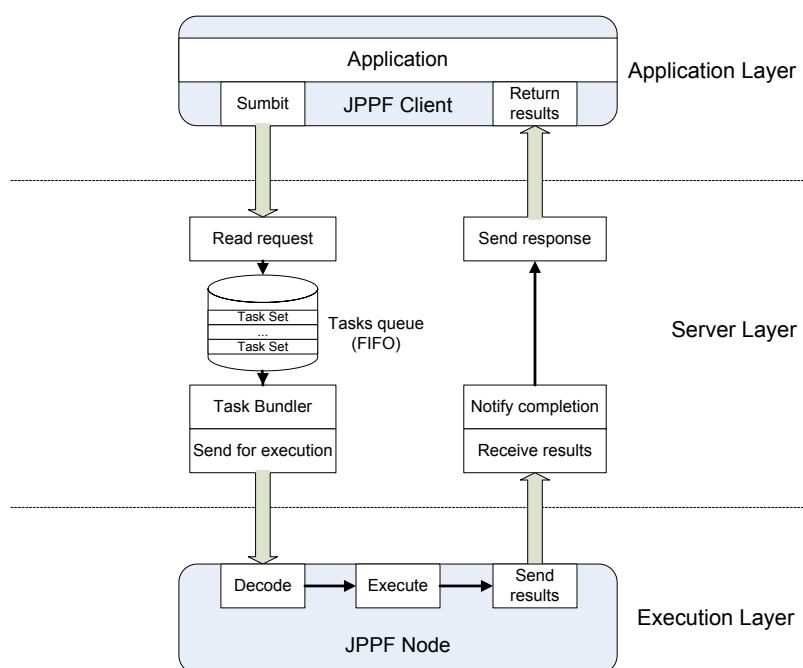 Application
Application Layer
Sumbit
JPPF Client
Return
results
Read request
Send response
Task Set
...
Task Set
Tasks queue
(FIFO)
Server Layer
Task Bundler
Send for execution
Notify completion
Receive results
Decode
Execute
Send
results
JPPF Node
Execution Layer